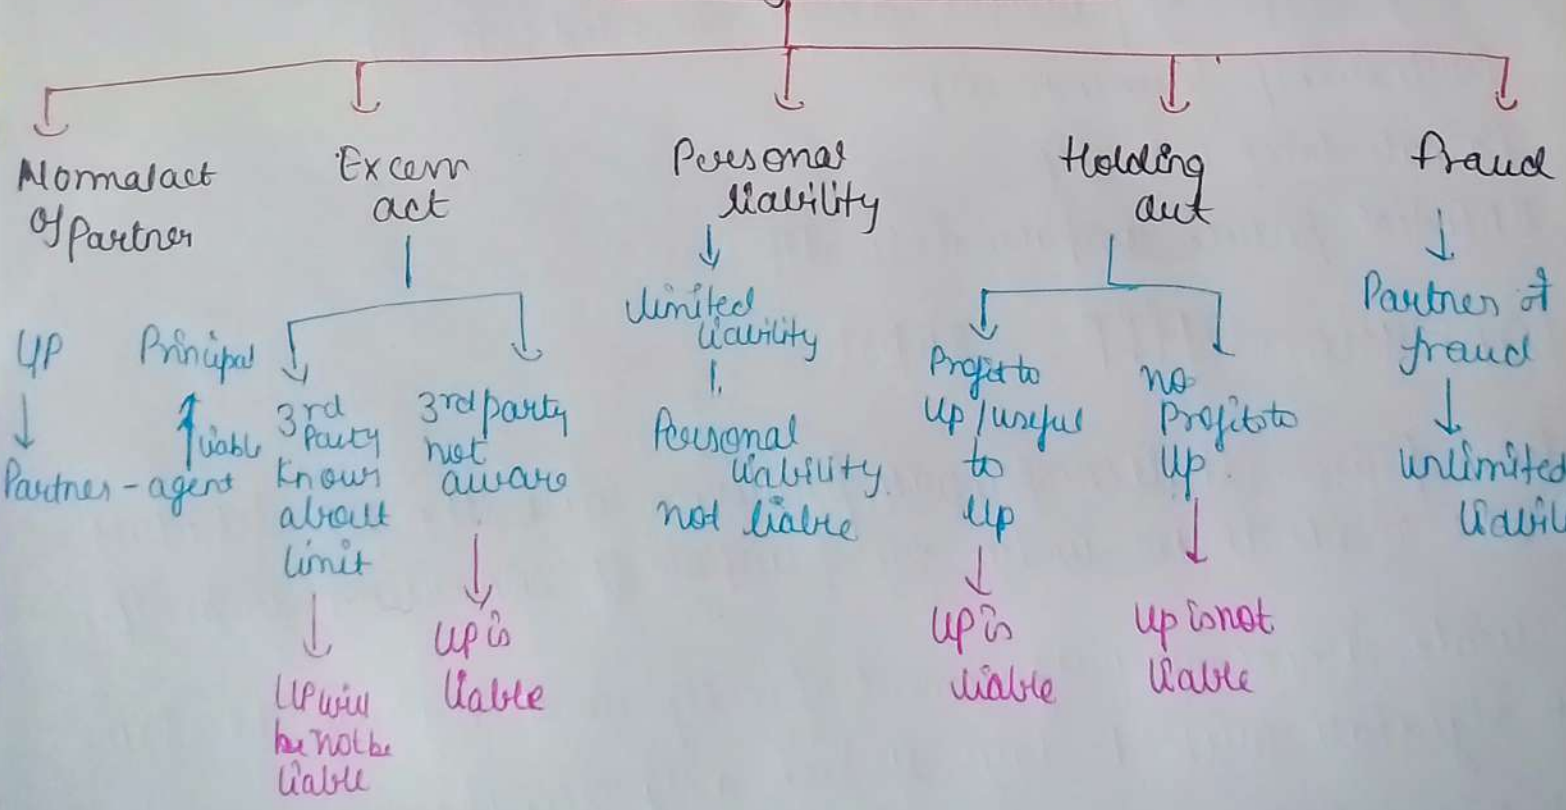 Normal act
of partner
LLP
Principal
liable
Partner - agent
Excess
act
3rd
Party
knows
about
limit
LLP will
be not be
liable
3rd party
not
aware
LLP is
liable
Personal
liability
limited
liability
Personal
liability
not liable
Holding
out
Profit to
LLP / useful
to
LLP
LLP is
liable
no
Profit to
LLP
LLP is not
liable
fraud
Partner of
fraud
unlimited
liabil